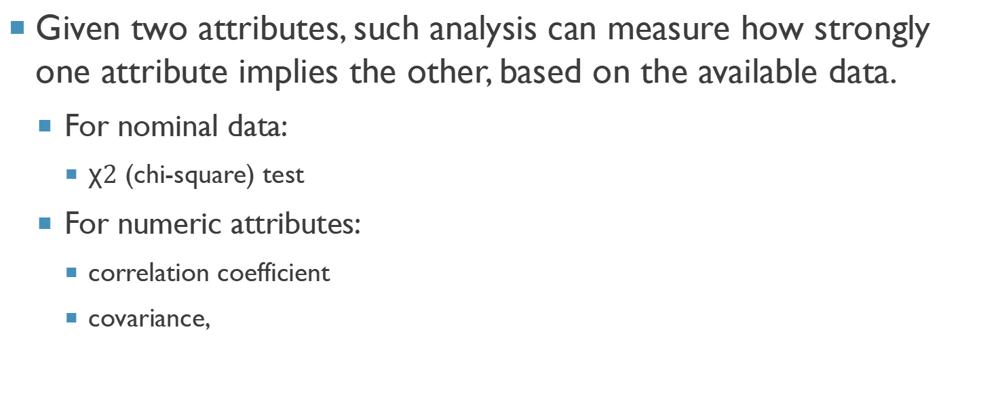 Given two attributes, such analysis can measure how strongly
one attribute implies the other, based on the available data.
For nominal data:
χ2 (chi-square) test
For numeric attributes:
correlation coefficient
covariance,